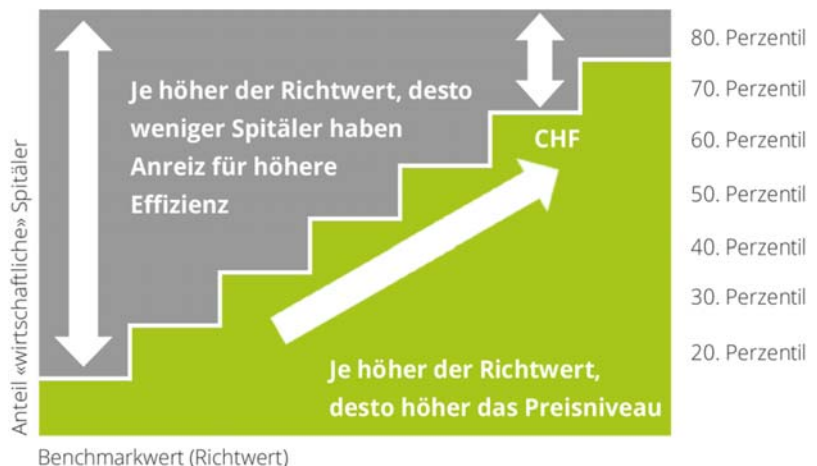 Anteil «wirtschaftliche» Spitäler
Je höher der Richtwert, desto
weniger Spitäler haben
Anreiz für höhere
Effizienz
CHF
Je höher der Richtwert,
desto höher das Preisniveau
80. Perzentil
70. Perzentil
60. Perzentil
50. Perzentil
40. Perzentil
30. Perzentil
20. Perzentil
Benchmarkwert (Richtwert)